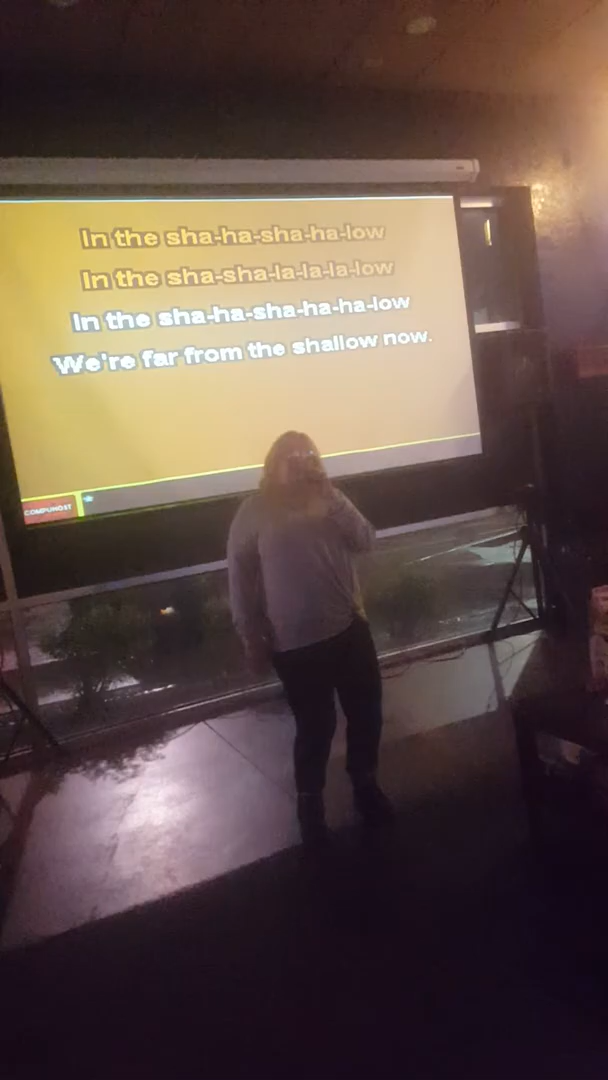 In the sha-ha-sha-ha-low
In the sha-sha-la-la-la-low
In the sha-ha-sha-ha-ha-low
We're far from the shallow now.
COMPUHOST